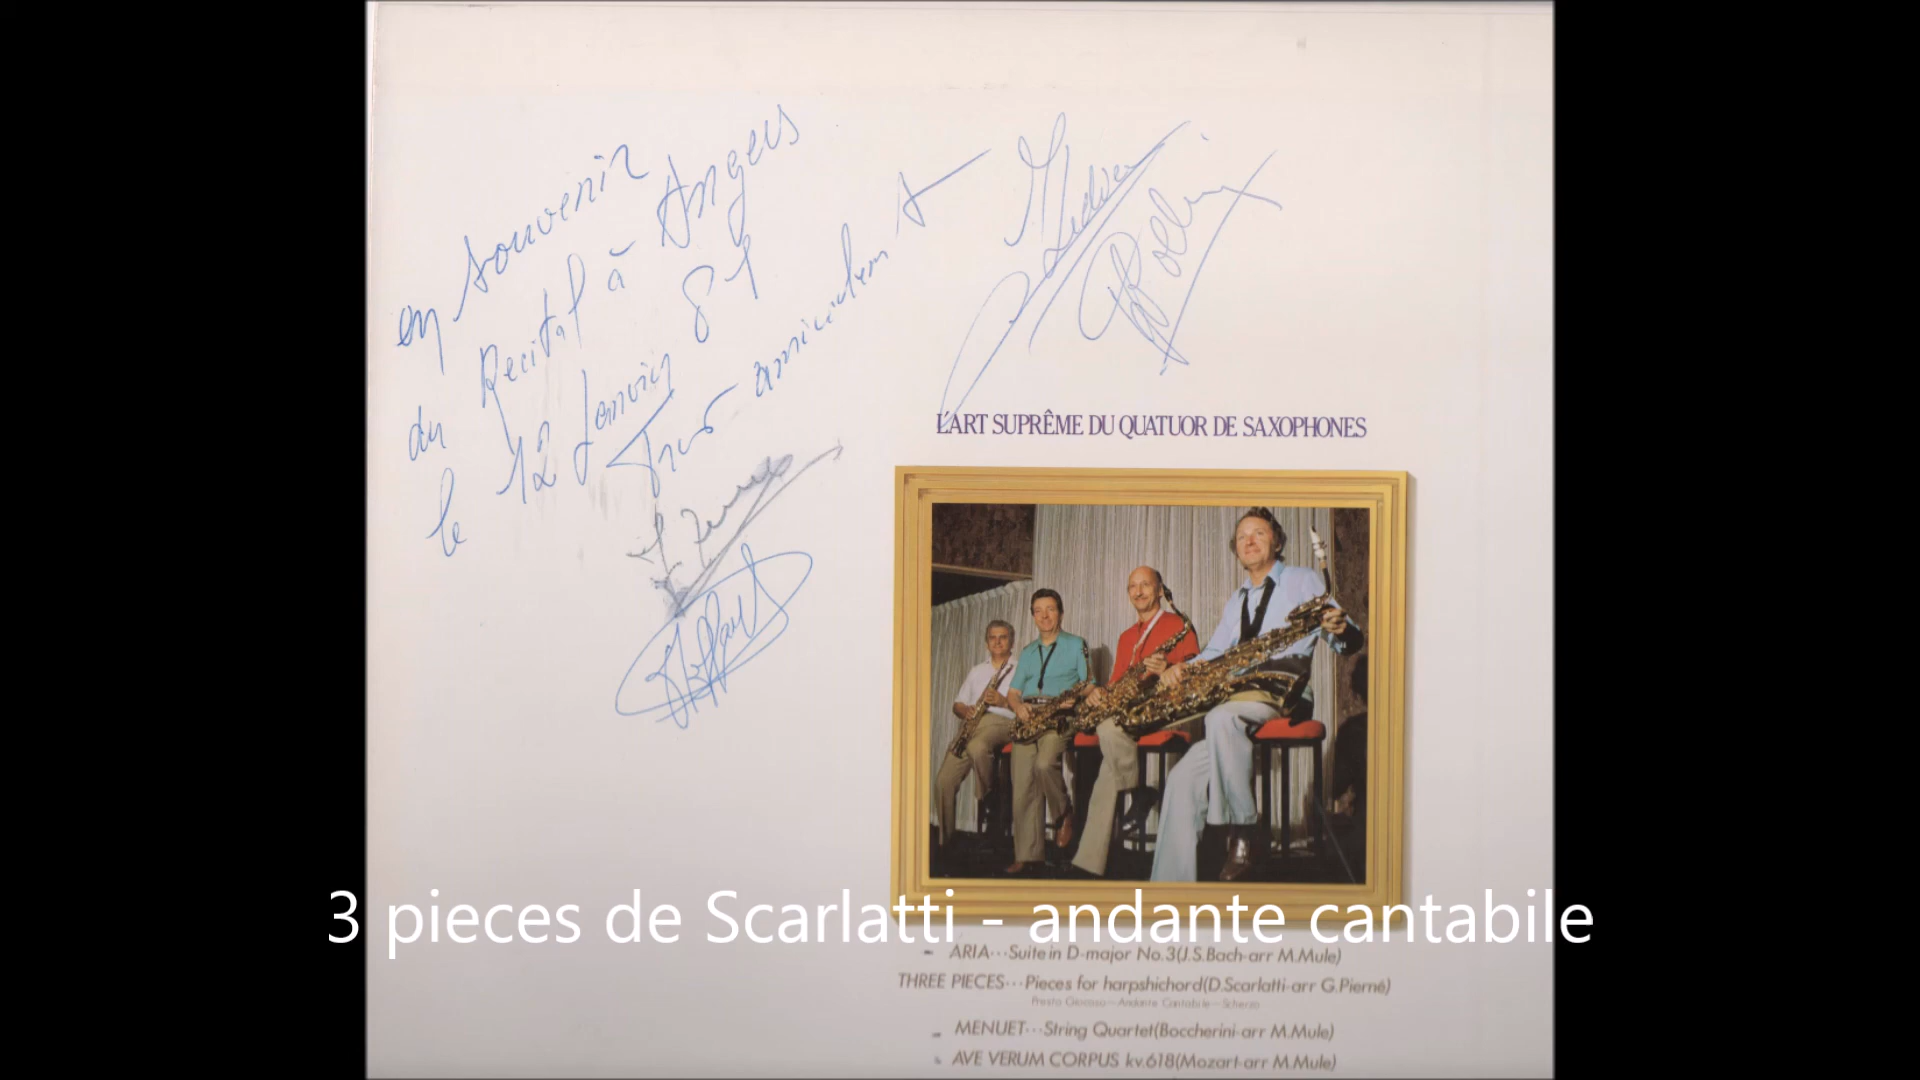 en souvenir
du Recital à Angers
le 12 Janvier 81
Très amicalement
L'ART SUPRÊME DU QUATUOR DE SAXOPHONES
3 pieces de Scarlatti - andante cantabile
- ARIA···Suite in D-major No.3(J.S.Bach-arr M.Mule)
THREE PIECES···Pieces for harpshichord(D.Scarlatti-arr G.Pierné)
Presto Giocoso—Andante Cantabile—Scherzo
- MENUET···String Quartet(Boccherini-arr M.Mule)
AVE VERUM CORPUS kv.618(Mozart-arr M.Mule)